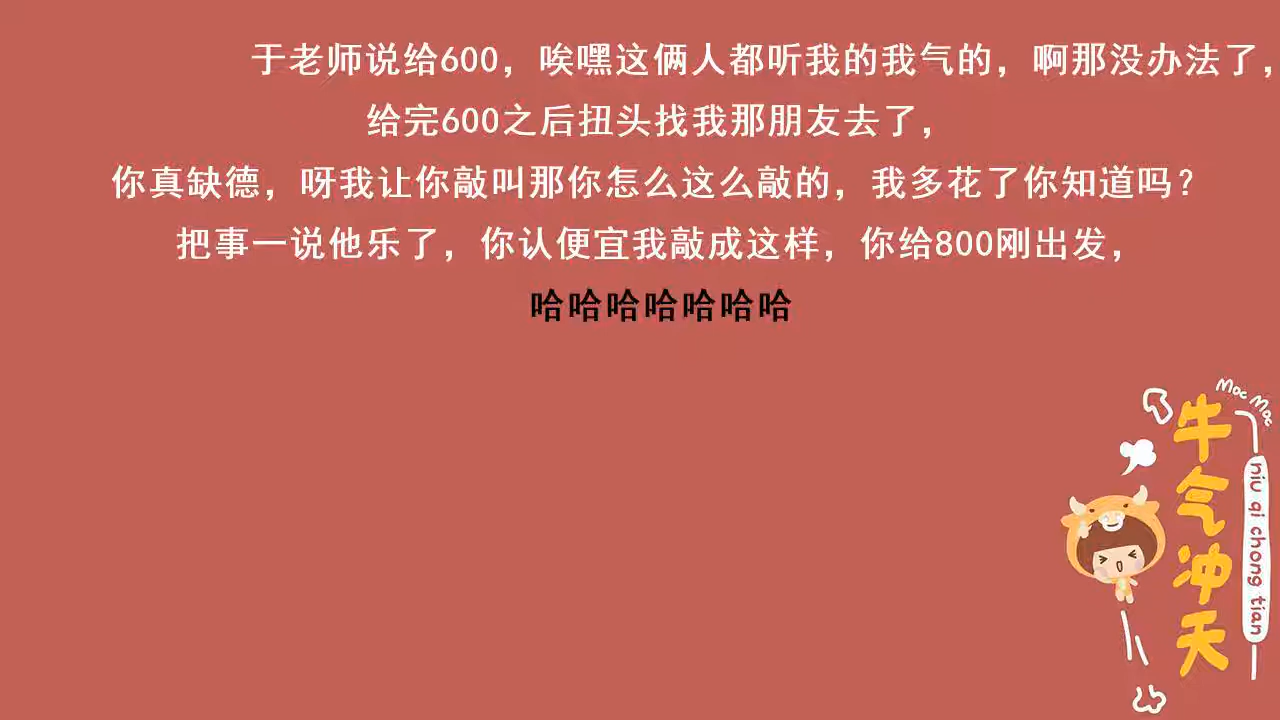 于老师说给600，唉嘿这俩人都听我的我气的，啊那没办法了，
给完600之后扭头找我那朋友去了，
你真缺德，呀我让你敲叫那你怎么这么敲的，我多花了你知道吗？
把事一说他乐了，你认便宜我敲成这样，你给800刚出发，
哈哈哈哈哈哈哈
Moc Moc
牛气冲天
niu qi chong tian